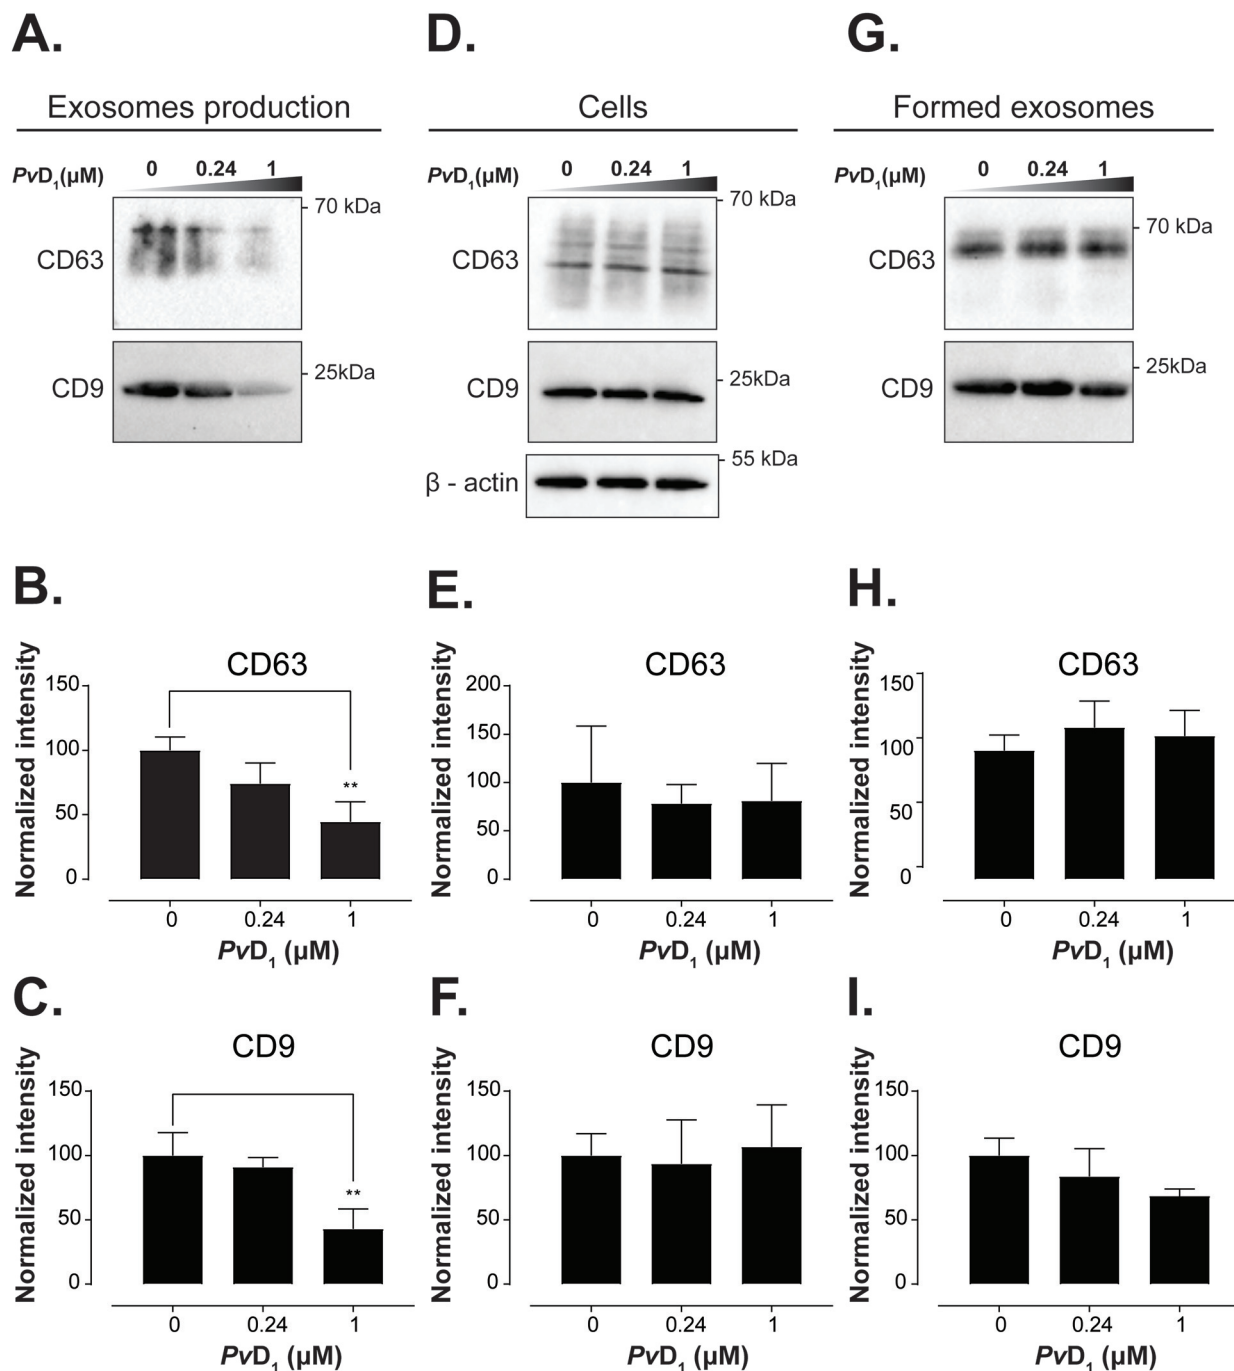 A.
Exosomes production
PvD₁(µM) 0 0.24 1
70 kDa
CD63
25kDa
CD9
D.
Cells
PvD₁(µM) 0 0.24 1
70 kDa
CD63
25kDa
CD9
55 kDa
β - actin
G.
Formed exosomes
PvD₁(µM) 0 0.24 1
70 kDa
CD63
25kDa
CD9
B.
CD63
Normalized intensity
150
100
50
0
**
0 0.24 1
PvD₁ (µM)
E.
CD63
Normalized intensity
200
150
100
50
0
0 0.24 1
PvD₁ (µM)
H.
CD63
Normalized intensity
150
100
50
0
0 0.24 1
PvD₁ (µM)
C.
CD9
Normalized intensity
150
100
50
0
**
0 0.24 1
PvD₁ (µM)
F.
CD9
Normalized intensity
150
100
50
0
0 0.24 1
PvD₁ (µM)
I.
CD9
Normalized intensity
150
100
50
0
0 0.24 1
PvD₁ (µM)